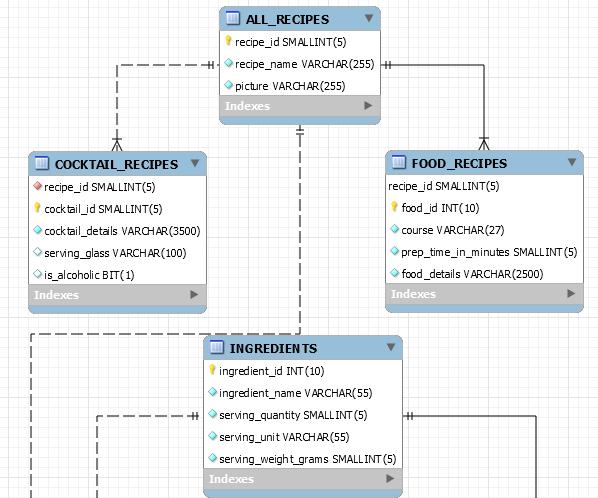 ALL_RECIPES
recipe_id SMALLINT(5)
recipe_name VARCHAR(255)
picture VARCHAR(255)
Indexes
COCKTAIL_RECIPES
recipe_id SMALLINT(5)
cocktail_id SMALLINT(5)
cocktail_details VARCHAR(3500)
serving_glass VARCHAR(100)
is_alcoholic BIT(1)
Indexes
FOOD_RECIPES
recipe_id SMALLINT(5)
food_id INT(10)
course VARCHAR(27)
prep_time_in_minutes SMALLINT(5)
food_details VARCHAR(2500)
Indexes
INGREDIENTS
ingredient_id INT(10)
ingredient_name VARCHAR(55)
serving_quantity SMALLINT(5)
serving_unit VARCHAR(55)
serving_weight_grams SMALLINT(5)
Indexes